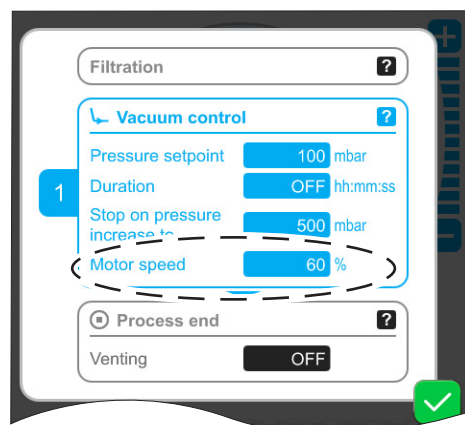 Filtration ?
Vacuum control ?
1
Pressure setpoint 100 mbar
Duration OFF hh:mm:ss
Stop on pressure
increase to 500 mbar
Motor speed 60 %
Process end ?
Venting OFF